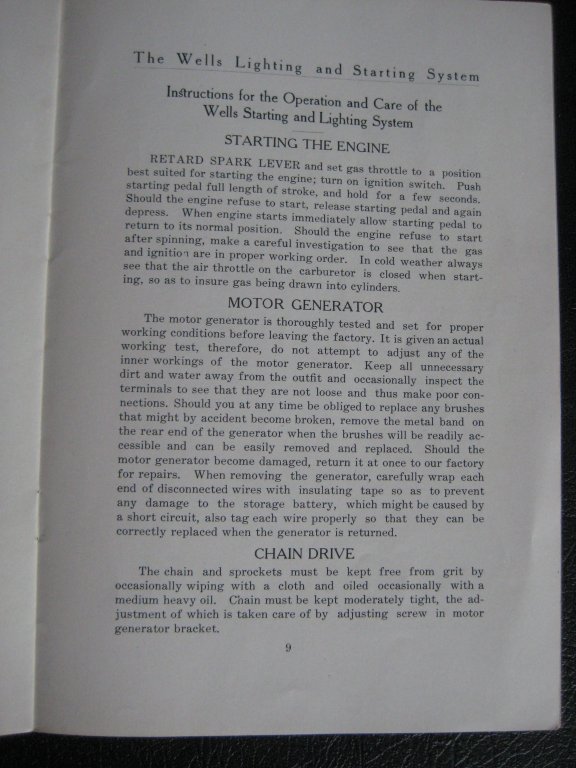 The Wells Lighting and Starting System
Instructions for the Operation and Care of the
Wells Starting and Lighting System
STARTING THE ENGINE
RETARD SPARK LEVER and set gas throttle to a position
best suited for starting the engine; turn on ignition switch. Push
starting pedal full length of stroke, and hold for a few seconds.
Should the engine refuse to start, release starting pedal and again
depress. When engine starts immediately allow starting pedal to
return to its normal position. Should the engine refuse to start
after spinning, make a careful investigation to see that the gas
and ignition are in proper working order. In cold weather always
see that the air throttle on the carburetor is closed when start-
ing, so as to insure gas being drawn into cylinders.
MOTOR GENERATOR
The motor generator is thoroughly tested and set for proper
working conditions before leaving the factory. It is given an actual
working test, therefore, do not attempt to adjust any of the
inner workings of the motor generator. Keep all unnecessary
dirt and water away from the outfit and occasionally inspect the
terminals to see that they are not loose and thus make poor con-
nections. Should you at any time be obliged to replace any brushes
that might by accident become broken, remove the metal band on
the rear end of the generator when the brushes will be readily ac-
cessible and can be easily removed and replaced. Should the
motor generator become damaged, return it at once to our factory
for repairs. When removing the generator, carefully wrap each
end of disconnected wires with insulating tape so as to prevent
any damage to the storage battery, which might be caused by
a short circuit, also tag each wire properly so that they can be
correctly replaced when the generator is returned.
CHAIN DRIVE
The chain and sprockets must be kept free from grit by
occasionally wiping with a cloth and oiled occasionally with a
medium heavy oil. Chain must be kept moderately tight, the ad-
justment of which is taken care of by adjusting screw in motor
generator bracket.
9